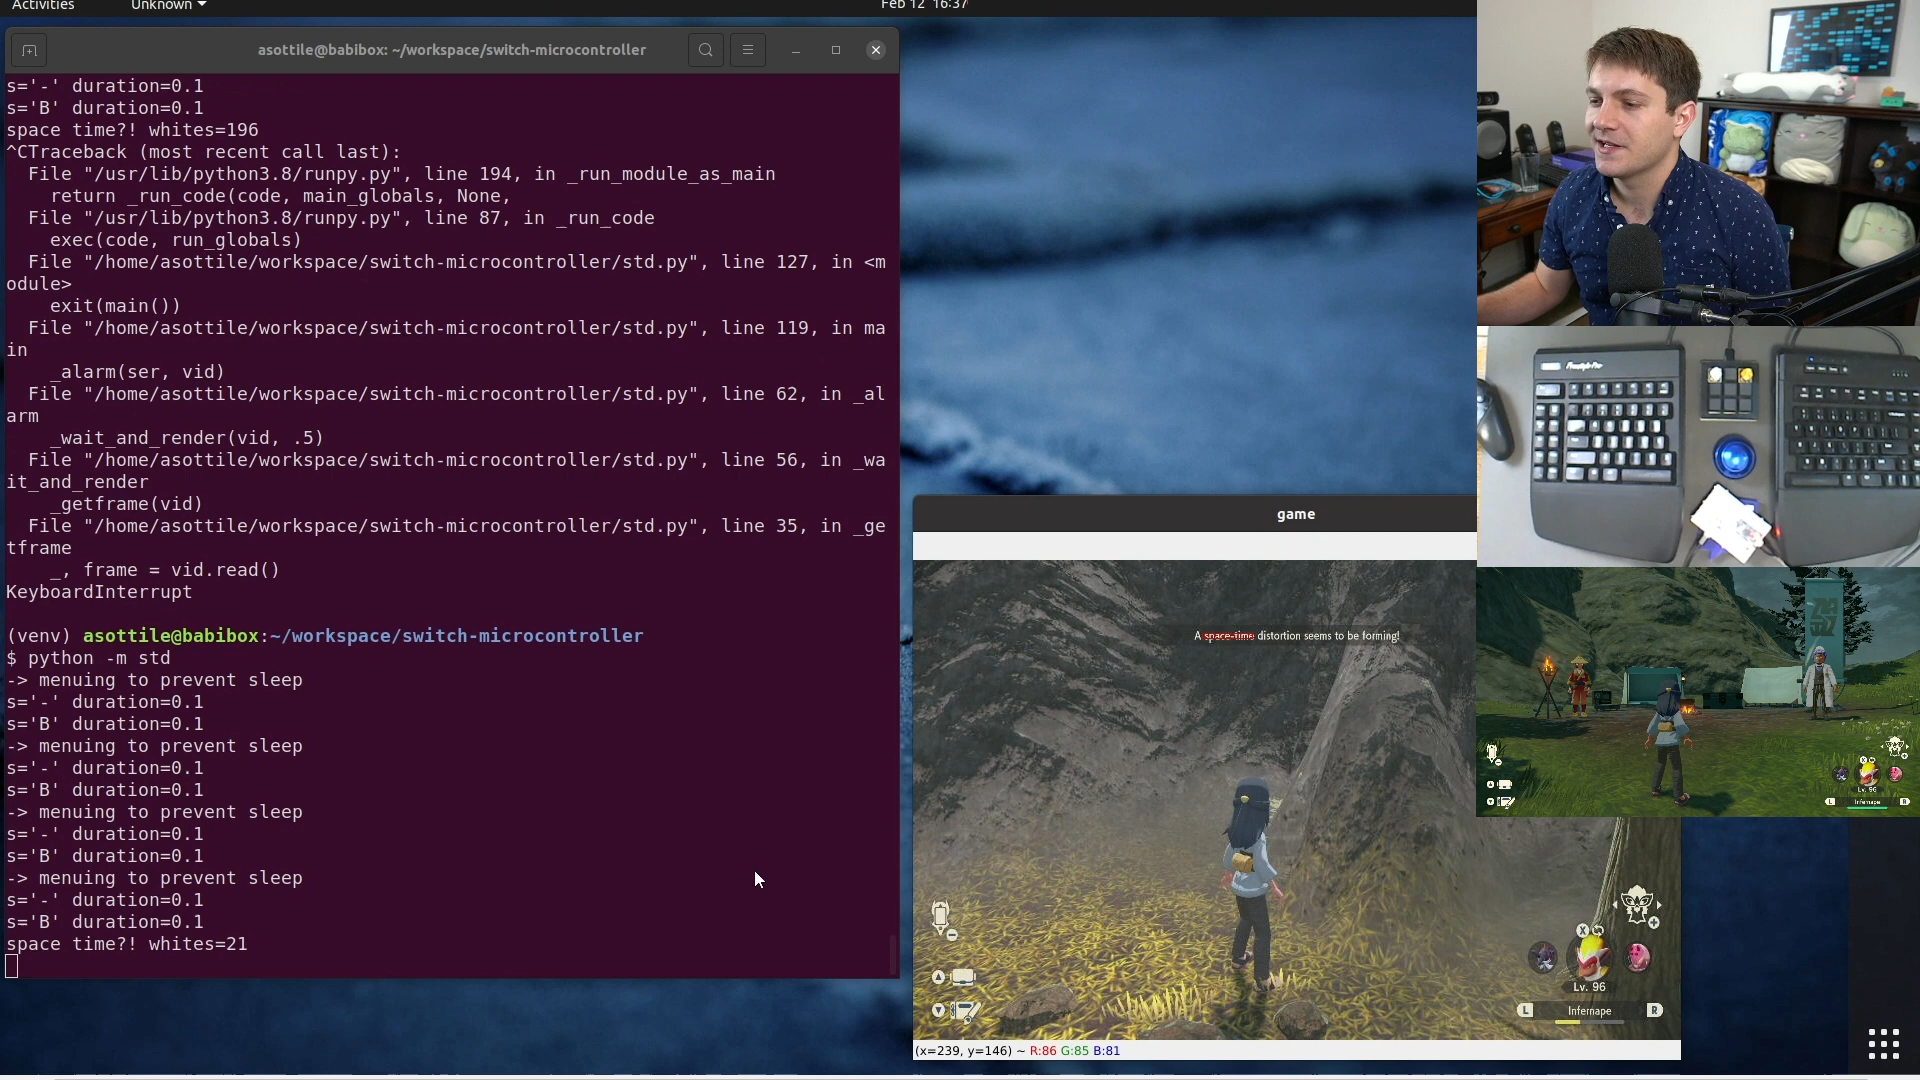 Activities
Unknown
Feb 12 16:37
asottile@babibox: ~/workspace/switch-microcontroller
s='-' duration=0.1
s='B' duration=0.1
space time?! whites=196
^CTraceback (most recent call last):
  File "/usr/lib/python3.8/runpy.py", line 194, in _run_module_as_main
    return _run_code(code, main_globals, None,
  File "/usr/lib/python3.8/runpy.py", line 87, in _run_code
    exec(code, run_globals)
  File "/home/asottile/workspace/switch-microcontroller/std.py", line 127, in <m
odule>
    exit(main())
  File "/home/asottile/workspace/switch-microcontroller/std.py", line 119, in ma
in
    _alarm(ser, vid)
  File "/home/asottile/workspace/switch-microcontroller/std.py", line 62, in _al
arm
    _wait_and_render(vid, .5)
  File "/home/asottile/workspace/switch-microcontroller/std.py", line 56, in _wa
it_and_render
    _getframe(vid)
  File "/home/asottile/workspace/switch-microcontroller/std.py", line 35, in _ge
tframe
    _, frame = vid.read()
KeyboardInterrupt
(venv) asottile@babibox:~/workspace/switch-microcontroller
$ python -m std
-> menuing to prevent sleep
s='-' duration=0.1
s='B' duration=0.1
-> menuing to prevent sleep
s='-' duration=0.1
s='B' duration=0.1
-> menuing to prevent sleep
s='-' duration=0.1
s='B' duration=0.1
-> menuing to prevent sleep
s='-' duration=0.1
s='B' duration=0.1
space time?! whites=21
game
A space-time distortion seems to be forming!
X
Lv. 96
L Infernape R
(x=239, y=146) ~ R:86 G:85 B:81
Freestyle Pro
Lv. 96
L Infernape R